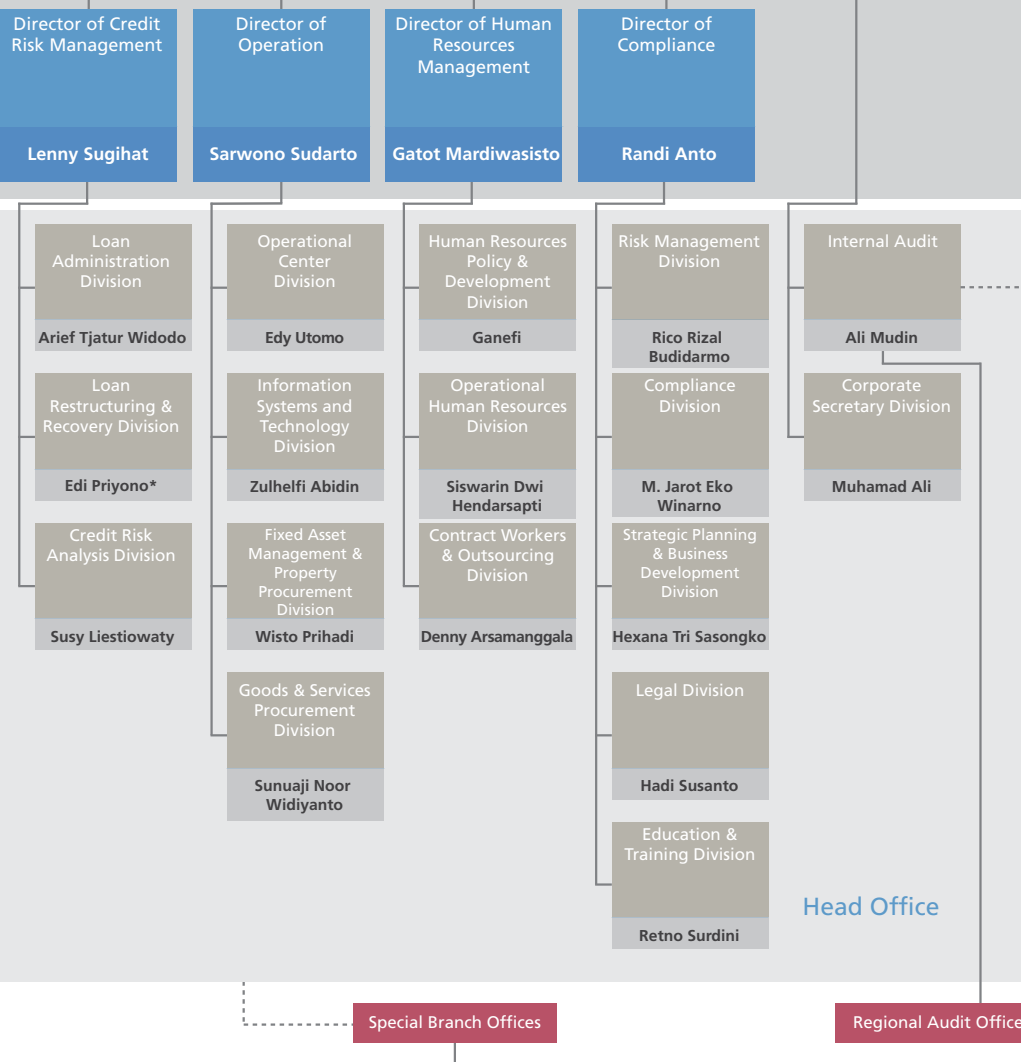 Director of Credit
Risk Management
Lenny Sugihat
Director of
Operation
Sarwono Sudarto
Director of Human
Resources
Management
Gatot Mardiwasisto
Director of
Compliance
Randi Anto
Loan
Administration
Division
Arief Tjatur Widodo
Loan
Restructuring &
Recovery Division
Edi Priyono*
Credit Risk
Analysis Division
Susy Liestiowaty
Operational
Center
Division
Edy Utomo
Information
Systems and
Technology
Division
Zulhelfi Abidin
Fixed Asset
Management &
Property
Procurement
Division
Wisto Prihadi
Goods & Services
Procurement
Division
Sunuaji Noor
Widiyanto
Human Resources
Policy &
Development
Division
Ganefi
Operational
Human Resources
Division
Siswarin Dwi
Hendarsapti
Contract Workers
& Outsourcing
Division
Denny Arsamanggala
Risk Management
Division
Rico Rizal
Budidarmo
Compliance
Division
M. Jarot Eko
Winarno
Strategic Planning
& Business
Development
Division
Hexana Tri Sasongko
Legal Division
Hadi Susanto
Education &
Training Division
Retno Surdini
Internal Audit
Ali Mudin
Corporate
Secretary Division
Muhamad Ali
Head Office
Special Branch Offices
Regional Audit Office